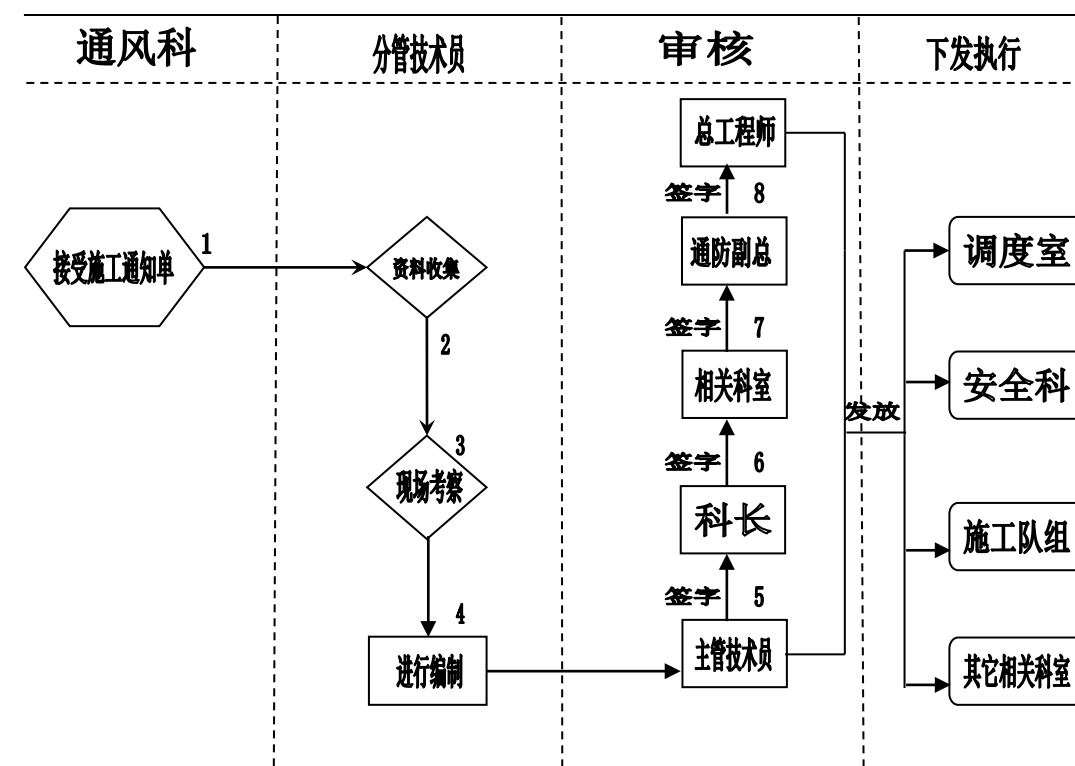 通风科
分管技术员
审核
下发执行
接受施工通知单
1
资料收集
2
3
现场考察
4
进行编制
总工程师
签字 8
通防副总
签字 7
相关科室
签字 6
科长
签字 5
主管技术员
发放
调度室
安全科
施工队组
其它相关科室